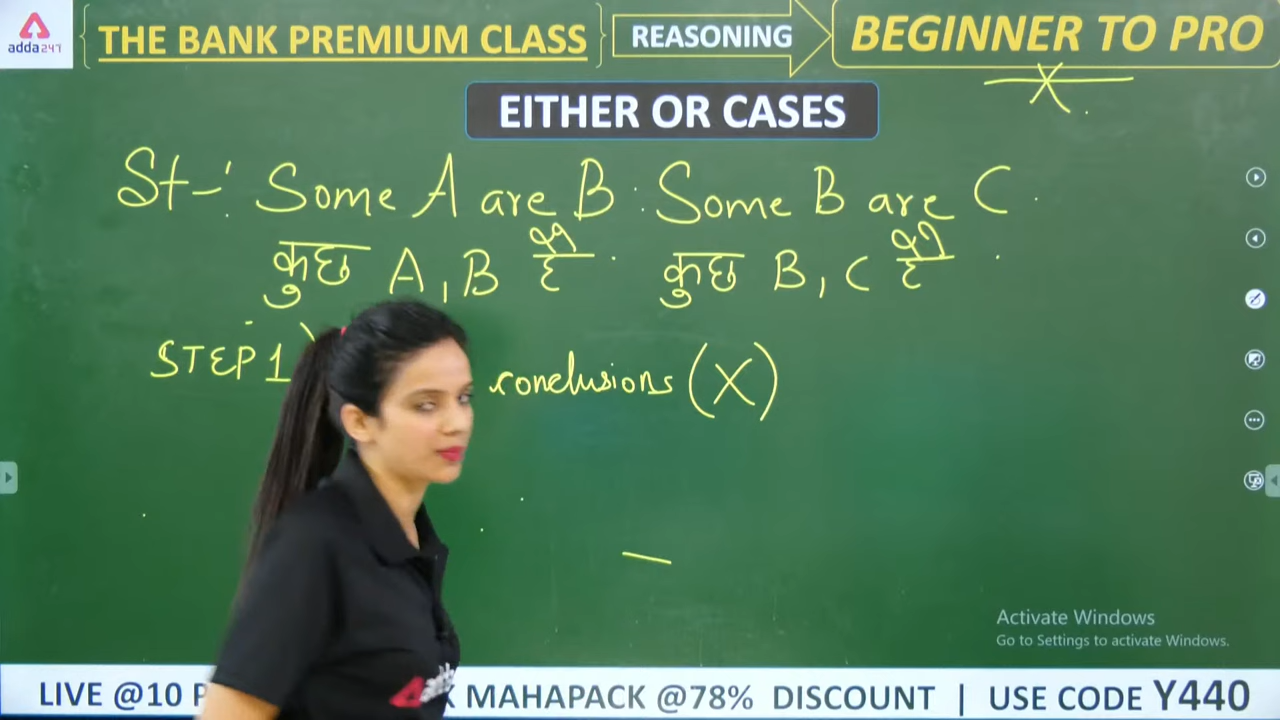 adda247
THE BANK PREMIUM CLASS
REASONING
BEGINNER TO PRO
EITHER OR CASES
St-: Some A are B. Some B are C.
कुछ A, B हैं. कुछ B, C हैं.
STEP 1 conclusions (X)
Activate Windows
Go to Settings to activate Windows.
LIVE @10 MAHAPACK @78% DISCOUNT | USE CODE Y440